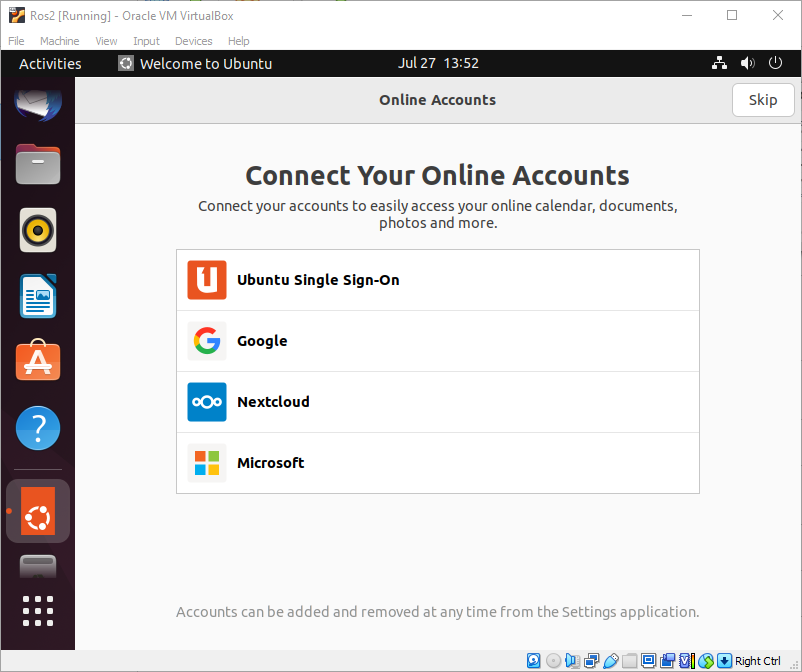 Ros2 [Running] - Oracle VM VirtualBox
File Machine View Input Devices Help
Activities Welcome to Ubuntu Jul 27 13:52
Online Accounts Skip
Connect Your Online Accounts
Connect your accounts to easily access your online calendar, documents,
photos and more.
Ubuntu Single Sign-On
Google
Nextcloud
Microsoft
Accounts can be added and removed at any time from the Settings application.
Right Ctrl